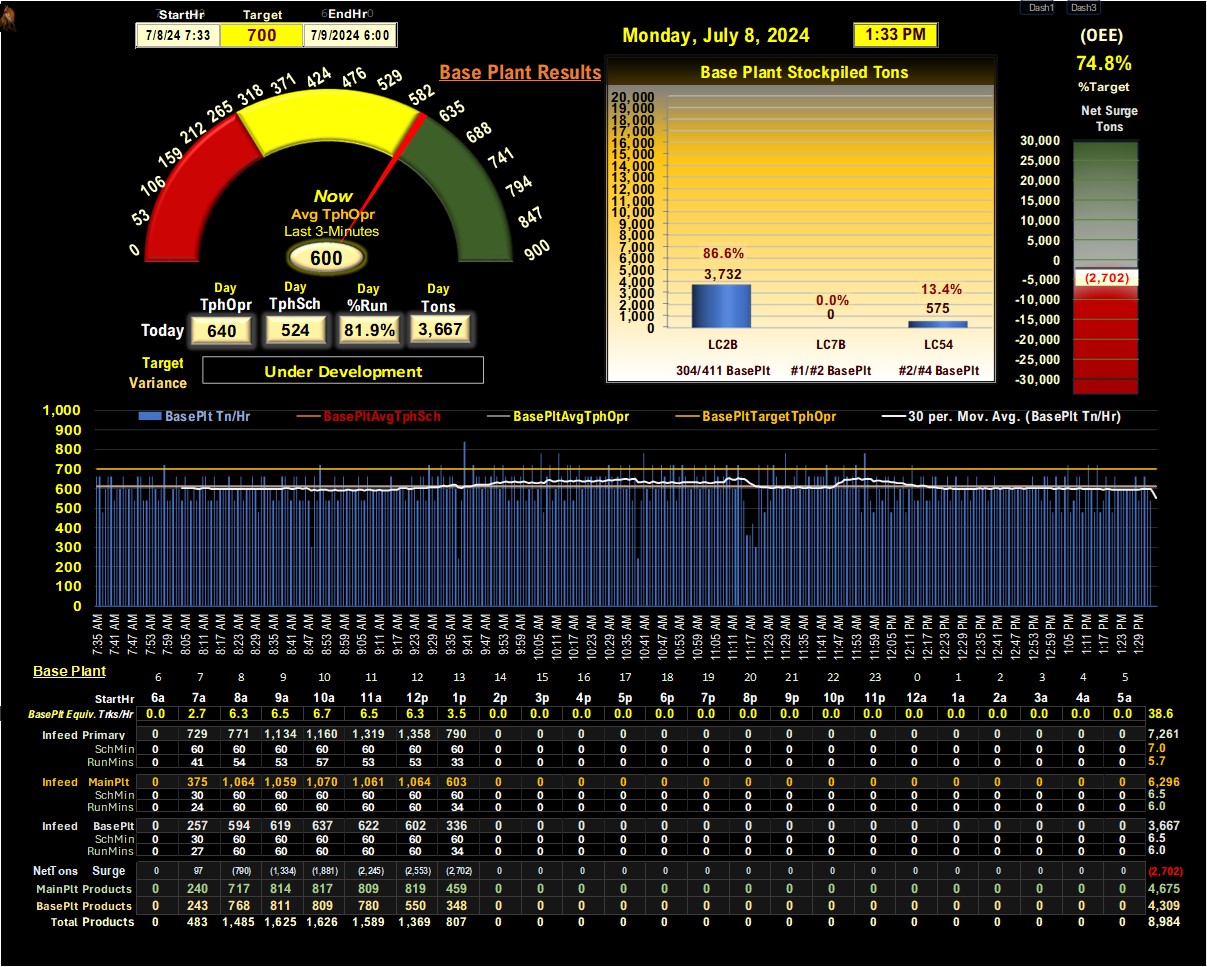 Dash1 Dash3
StartHr Target EndHr
7/8/24 7:33 700 7/9/2024 6:00
Monday, July 8, 2024 1:33 PM
(OEE)
74.8%
%Target
Net Surge
Tons
Base Plant Results
0 53 106 159 212 265 318 371 424 476 529 582 635 688 741 794 847 900
Now
Avg TphOpr
Last 3-Minutes
600
Day Day Day Day
TphOpr TphSch %Run Tons
Today 640 524 81.9% 3,667
Target
Variance
Under Development
Base Plant Stockpiled Tons
20,000
19,000
18,000
17,000
16,000
15,000
14,000
13,000
12,000
11,000
10,000
9,000
8,000
7,000
6,000
5,000
4,000
3,000
2,000
1,000
0
86.6% 0.0% 13.4%
3,732 0 575
LC2B LC7B LC54
304/411 BasePlt #1/#2 BasePlt #2/#4 BasePlt
30,000
25,000
20,000
15,000
10,000
5,000
0
-5,000
-10,000
-15,000
-20,000
-25,000
-30,000
(2,702)
BasePlt Tn/Hr BasePltAvgTphSch BasePltAvgTphOpr BasePltTargetTphOpr 30 per. Mov. Avg. (BasePlt Tn/Hr)
1,000
900
800
700
600
500
400
300
200
100
0
7:35 AM 7:41 AM 7:47 AM 7:53 AM 7:59 AM 8:05 AM 8:11 AM 8:17 AM 8:23 AM 8:29 AM 8:35 AM 8:41 AM 8:47 AM 8:53 AM 8:59 AM 9:05 AM 9:11 AM 9:17 AM 9:23 AM 9:29 AM 9:35 AM 9:41 AM 9:47 AM 9:53 AM 9:59 AM 10:05 AM 10:11 AM 10:17 AM 10:23 AM 10:29 AM 10:35 AM 10:41 AM 10:47 AM 10:53 AM 10:59 AM 11:05 AM 11:11 AM 11:17 AM 11:23 AM 11:29 AM 11:35 AM 11:41 AM 11:47 AM 11:53 AM 11:59 AM 12:05 PM 12:11 PM 12:17 PM 12:23 PM 12:29 PM 12:35 PM 12:41 PM 12:47 PM 12:53 PM 12:59 PM 1:05 PM 1:11 PM 1:17 PM 1:23 PM 1:29 PM
Base Plant
6 7 8 9 10 11 12 13 14 15 16 17 18 19 20 21 22 23 0 1 2 3 4 5
StartHr 6a 7a 8a 9a 10a 11a 12p 1p 2p 3p 4p 5p 6p 7p 8p 9p 10p 11p 12a 1a 2a 3a 4a 5a
BasePlt Equiv. Trks/Hr 0.0 2.7 6.3 6.5 6.7 6.5 6.3 3.5 0.0 0.0 0.0 0.0 0.0 0.0 0.0 0.0 0.0 0.0 0.0 0.0 0.0 0.0 0.0 0.0 38.6
Infeed Primary 0 729 771 1,134 1,160 1,319 1,358 790 0 0 0 0 0 0 0 0 0 0 0 0 0 0 0 0 7,261
SchMin 0 60 60 60 60 60 60 60 0 0 0 0 0 0 0 0 0 0 0 0 0 0 0 0 7.0
RunMins 0 41 54 53 57 53 53 33 0 0 0 0 0 0 0 0 0 0 0 0 0 0 0 0 5.7
Infeed MainPlt 0 375 1,064 1,059 1,070 1,061 1,064 603 0 0 0 0 0 0 0 0 0 0 0 0 0 0 0 0 6,296
SchMin 0 30 60 60 60 60 60 60 0 0 0 0 0 0 0 0 0 0 0 0 0 0 0 0 6.5
RunMins 0 24 60 60 60 60 60 34 0 0 0 0 0 0 0 0 0 0 0 0 0 0 0 0 6.0
Infeed BasePlt 0 257 594 619 637 622 602 336 0 0 0 0 0 0 0 0 0 0 0 0 0 0 0 0 3,667
SchMin 0 30 60 60 60 60 60 60 0 0 0 0 0 0 0 0 0 0 0 0 0 0 0 0 6.5
RunMins 0 27 60 60 60 60 60 34 0 0 0 0 0 0 0 0 0 0 0 0 0 0 0 0 6.0
NetTons Surge 0 97 (790) (1,334) (1,881) (2,245) (2,553) (2,702) 0 0 0 0 0 0 0 0 0 0 0 0 0 0 0 0 (2,702)
MainPlt Products 0 240 717 814 817 809 819 459 0 0 0 0 0 0 0 0 0 0 0 0 0 0 0 0 4,675
BasePlt Products 0 243 768 811 809 780 550 348 0 0 0 0 0 0 0 0 0 0 0 0 0 0 0 0 4,309
Total Products 0 483 1,485 1,625 1,626 1,589 1,369 807 0 0 0 0 0 0 0 0 0 0 0 0 0 0 0 0 8,984